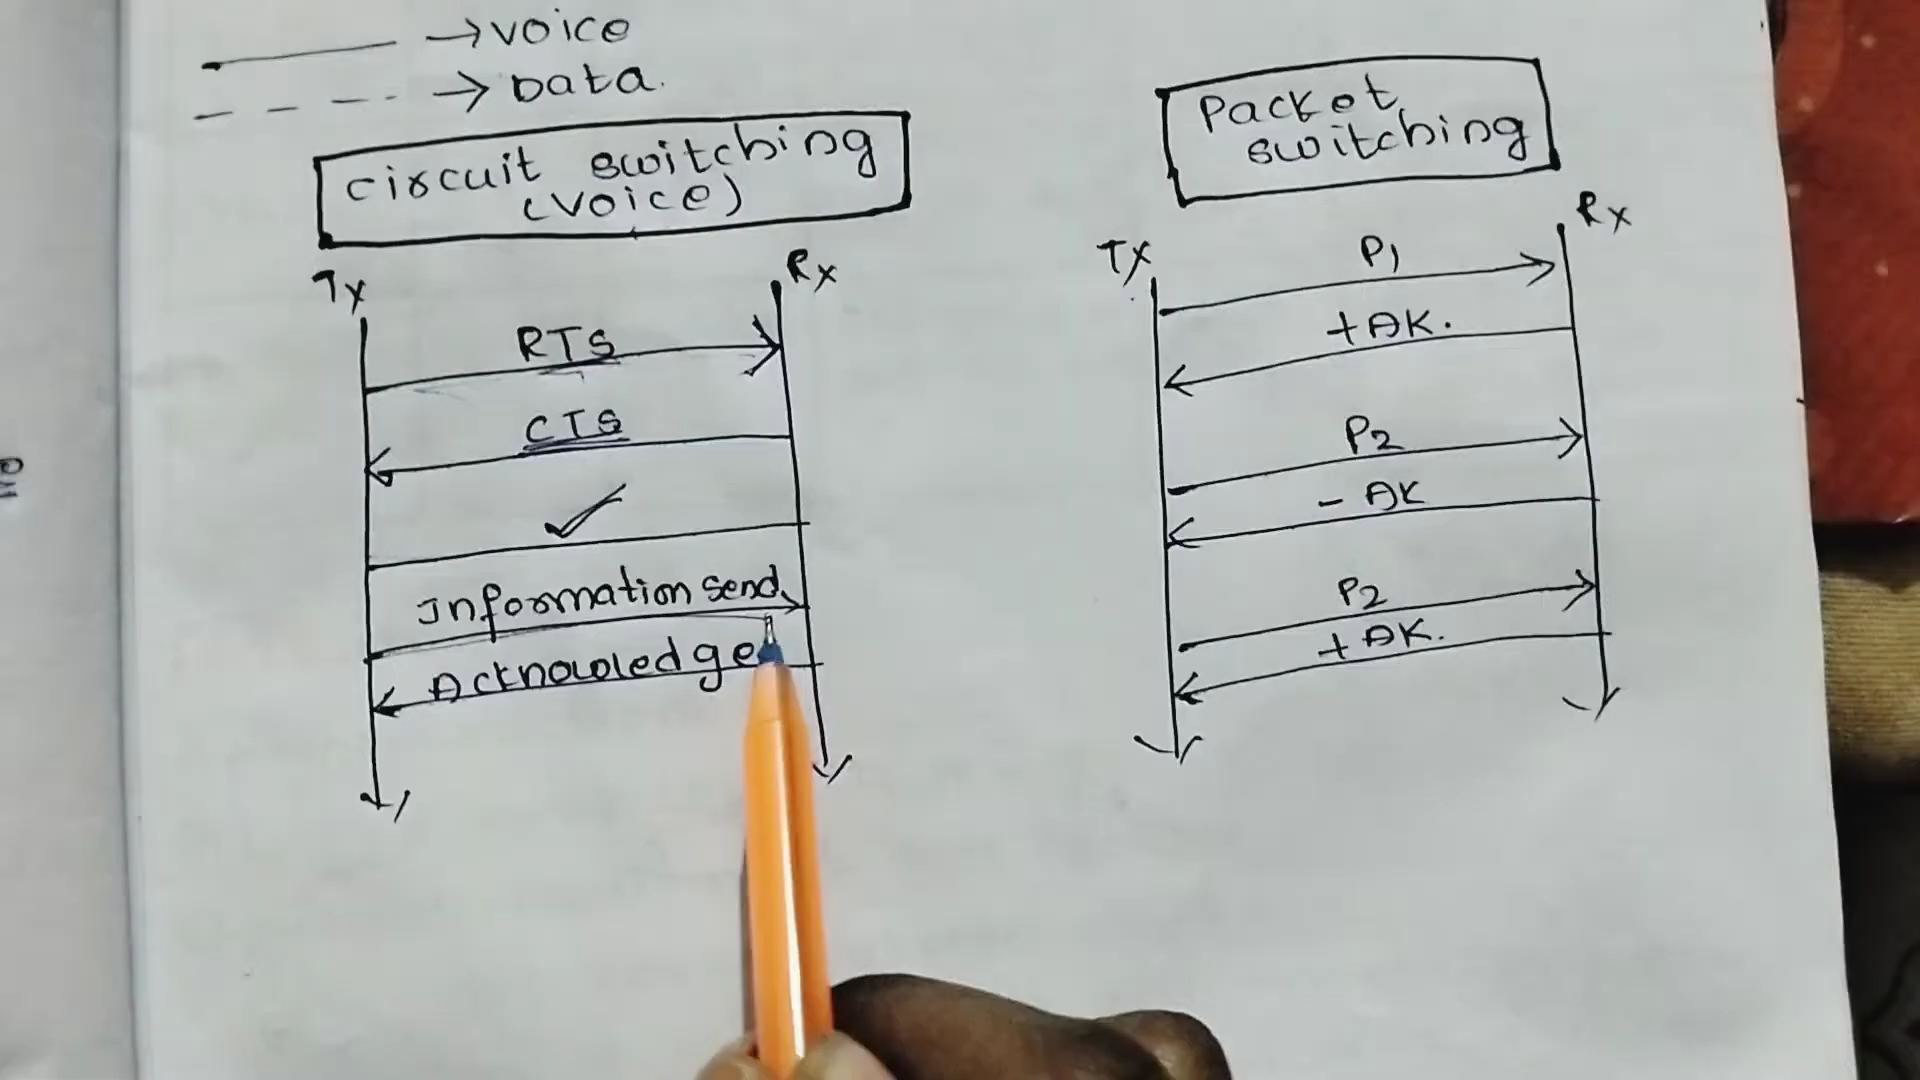 → voice
→ Data.
circuit switching
(voice)
Tx
Rx
RTS
CTS
✓
Information send
Acknowledge
Packet
switching
Tx
Rx
P1
+AK.
P2
- AK
P2
+ AK.